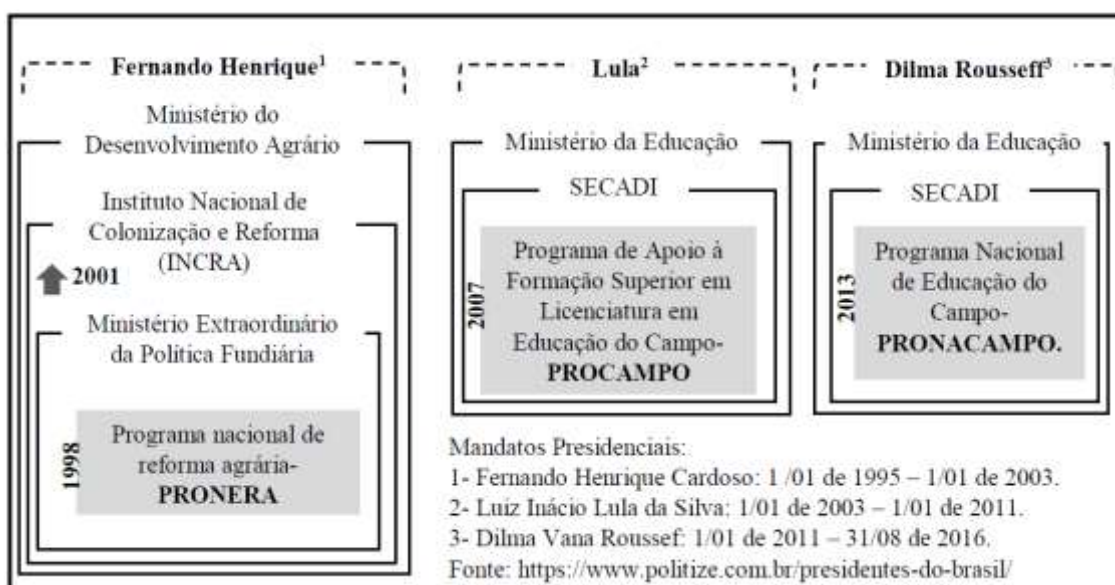 Fernando Henrique¹
Ministério do
Desenvolvimento Agrário
Instituto Nacional de
Colonização e Reforma
(INCRA)
2001
Ministério Extraordinário
da Política Fundiária
1998
Programa nacional de
reforma agrária-
PRONERA
Lula²
Ministério da Educação
SECADI
2007
Programa de Apoio à
Formação Superior em
Licenciatura em
Educação do Campo-
PROCAMPO
Dilma Rousseff³
Ministério da Educação
SECADI
2013
Programa Nacional
de Educação do
Campo-
PRONACAMPO.
Mandatos Presidenciais:
1- Fernando Henrique Cardoso: 1 /01 de 1995 – 1/01 de 2003.
2- Luiz Inácio Lula da Silva: 1/01 de 2003 – 1/01 de 2011.
3- Dilma Vana Roussef: 1/01 de 2011 – 31/08 de 2016.
Fonte: https://www.politize.com.br/presidentes-do-brasil/